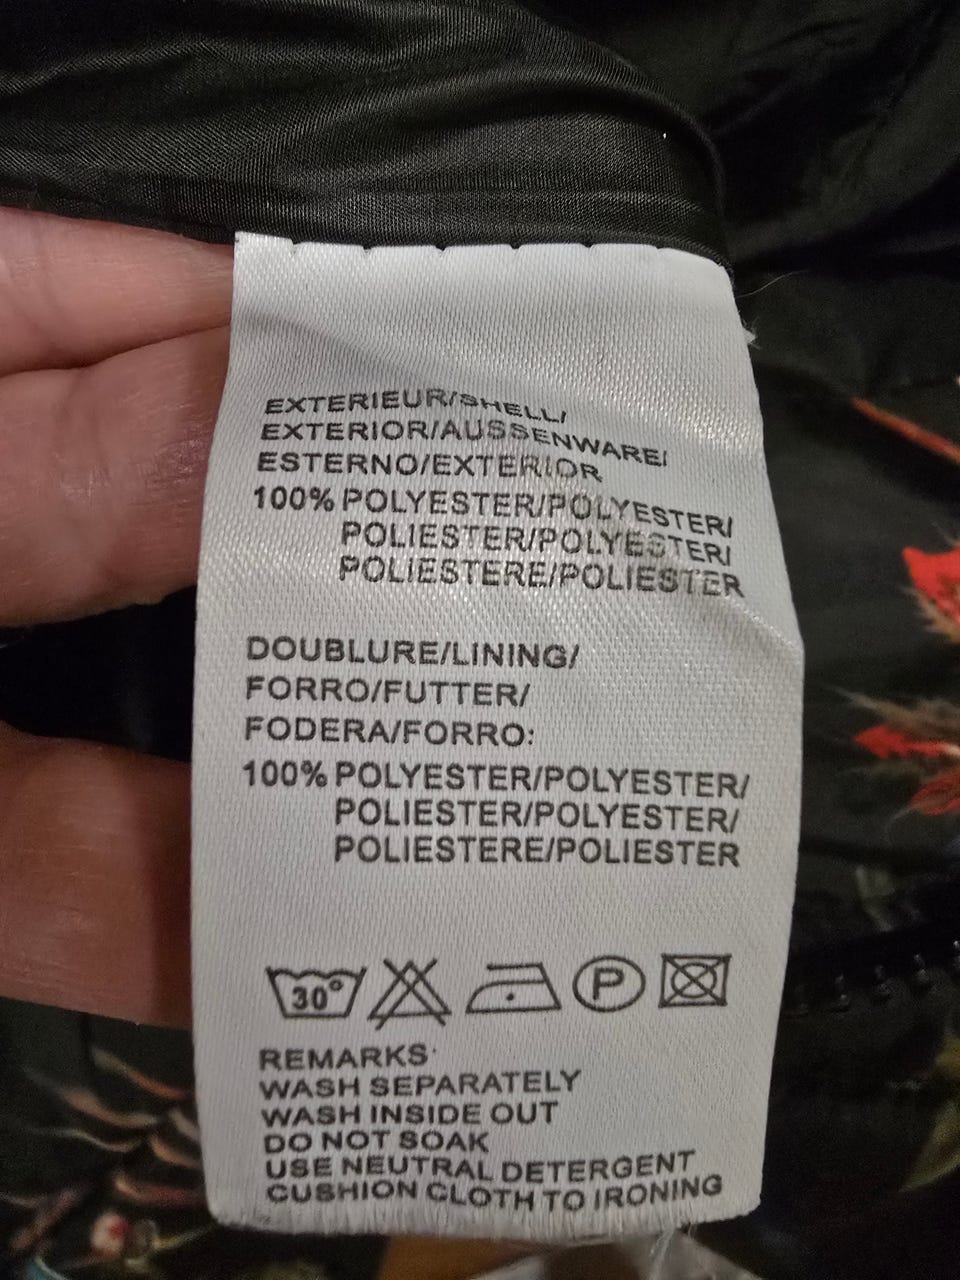 EXTERIEUR/SHELL/
EXTERIOR/AUSSENWARE/
ESTERNO/EXTERIOR
100% POLYESTER/POLYESTER/
POLIESTER/POLYESTER/
POLIESTERE/POLIESTER
DOUBLURE/LINING/
FORRO/FUTTER/
FODERA/FORRO:
100% POLYESTER/POLYESTER/
POLIESTER/POLYESTER/
POLIESTERE/POLIESTER
30° P
REMARKS:
WASH SEPARATELY
WASH INSIDE OUT
DO NOT SOAK
USE NEUTRAL DETERGENT
CUSHION CLOTH TO IRONING